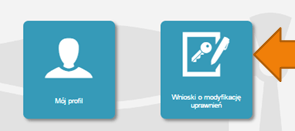 Mój profil
Wnioski o modyfikację
uprawnień